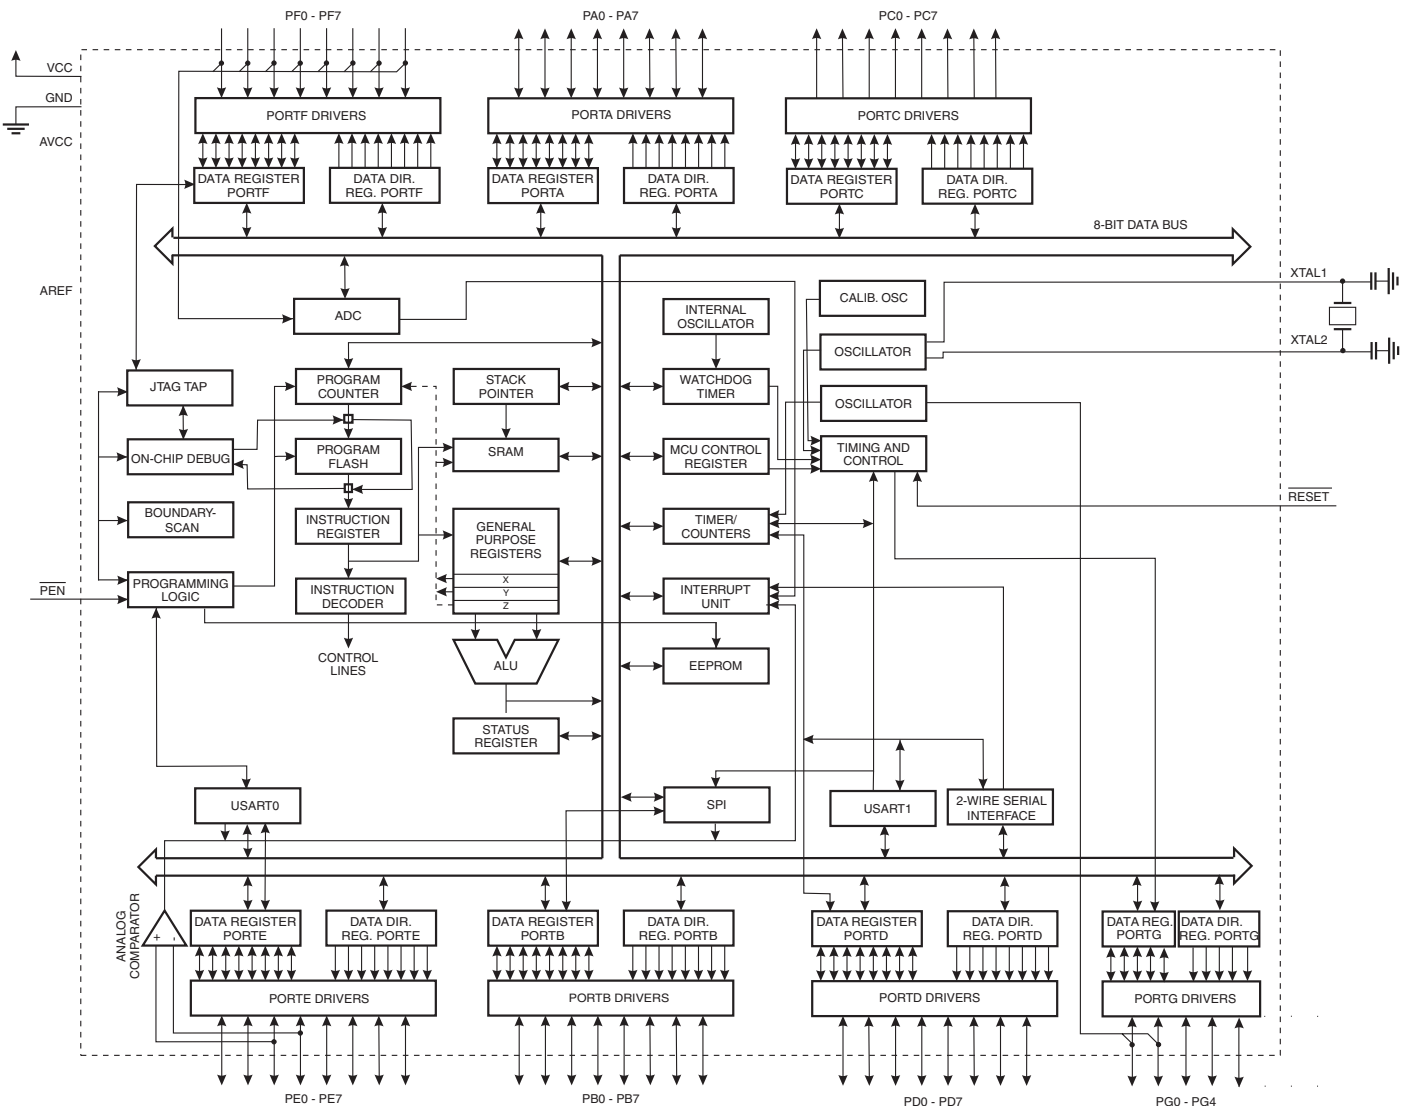 PF0 - PF7
PA0 - PA7
PC0 - PC7
VCC
GND
AVCC
PORTF DRIVERS
PORTA DRIVERS
PORTC DRIVERS
DATA REGISTER
PORTF
DATA DIR.
REG. PORTF
DATA REGISTER
PORTA
DATA DIR.
REG. PORTA
DATA REGISTER
PORTC
DATA DIR.
REG. PORTC
8-BIT DATA BUS
AREF
XTAL1
XTAL2
ADC
INTERNAL
OSCILLATOR
CALIB. OSC
OSCILLATOR
JTAG TAP
PROGRAM
COUNTER
STACK
POINTER
WATCHDOG
TIMER
OSCILLATOR
ON-CHIP DEBUG
PROGRAM
FLASH
SRAM
MCU CONTROL
REGISTER
TIMING AND
CONTROL
RESET
BOUNDARY-
SCAN
INSTRUCTION
REGISTER
GENERAL
PURPOSE
REGISTERS
TIMER/
COUNTERS
PEN
PROGRAMMING
LOGIC
INSTRUCTION
DECODER
X
Y
Z
INTERRUPT
UNIT
CONTROL
LINES
ALU
EEPROM
STATUS
REGISTER
USART0
SPI
USART1
2-WIRE SERIAL
INTERFACE
ANALOG
COMPARATOR
+
-
DATA REGISTER
PORTE
DATA DIR.
REG. PORTE
DATA REGISTER
PORTB
DATA DIR.
REG. PORTB
DATA REGISTER
PORTD
DATA DIR.
REG. PORTD
DATA REG.
PORTG
DATA DIR.
REG. PORTG
PORTE DRIVERS
PORTB DRIVERS
PORTD DRIVERS
PORTG DRIVERS
PE0 - PE7
PB0 - PB7
PD0 - PD7
PG0 - PG4